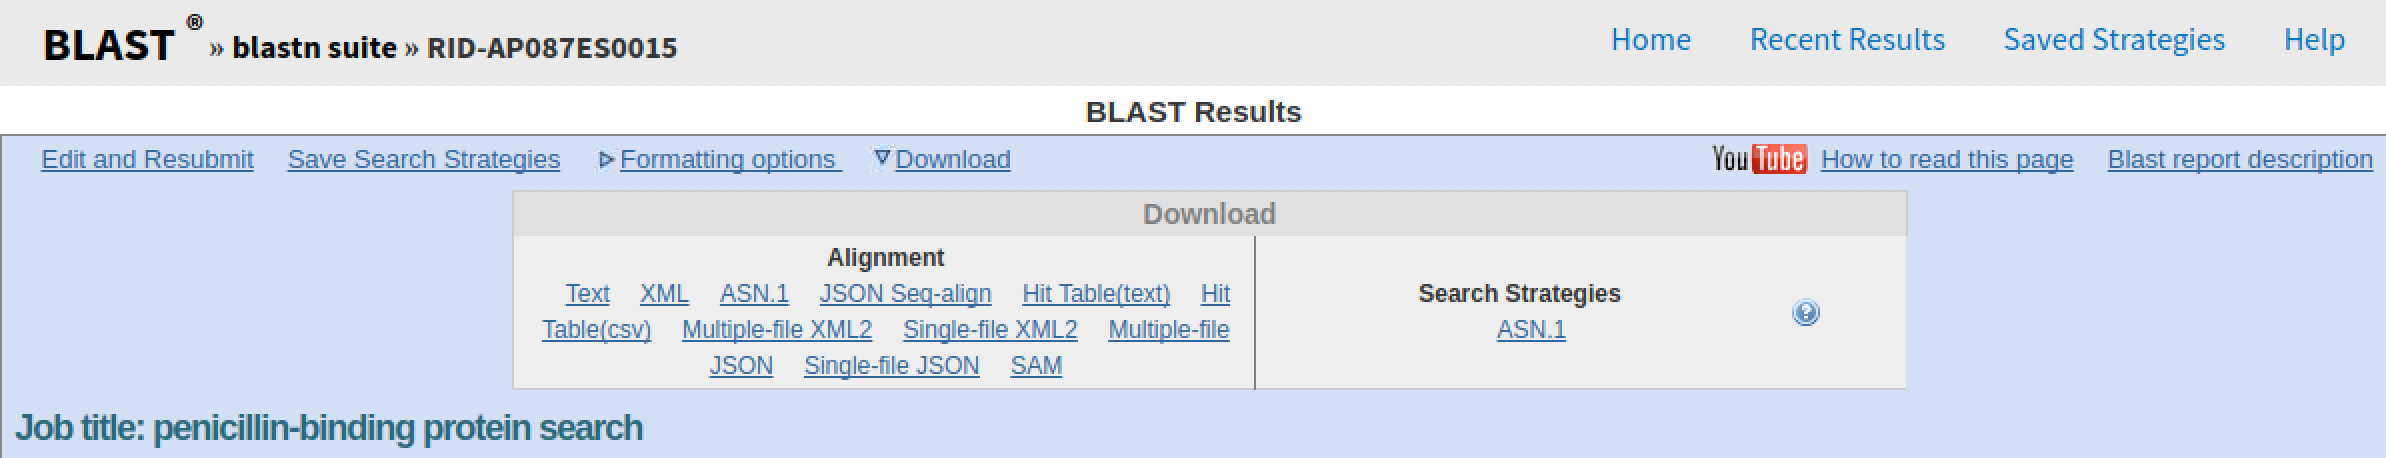 BLAST ® » blastn suite » RID-AP087ES0015 Home Recent Results Saved Strategies Help
BLAST Results
Edit and Resubmit Save Search Strategies Formatting options Download YouTube How to read this page Blast report description
Download
Alignment
Text XML ASN.1 JSON Seq-align Hit Table(text) Hit
Table(csv) Multiple-file XML2 Single-file XML2 Multiple-file
JSON Single-file JSON SAM
Search Strategies
ASN.1
?
Job title: penicillin-binding protein search